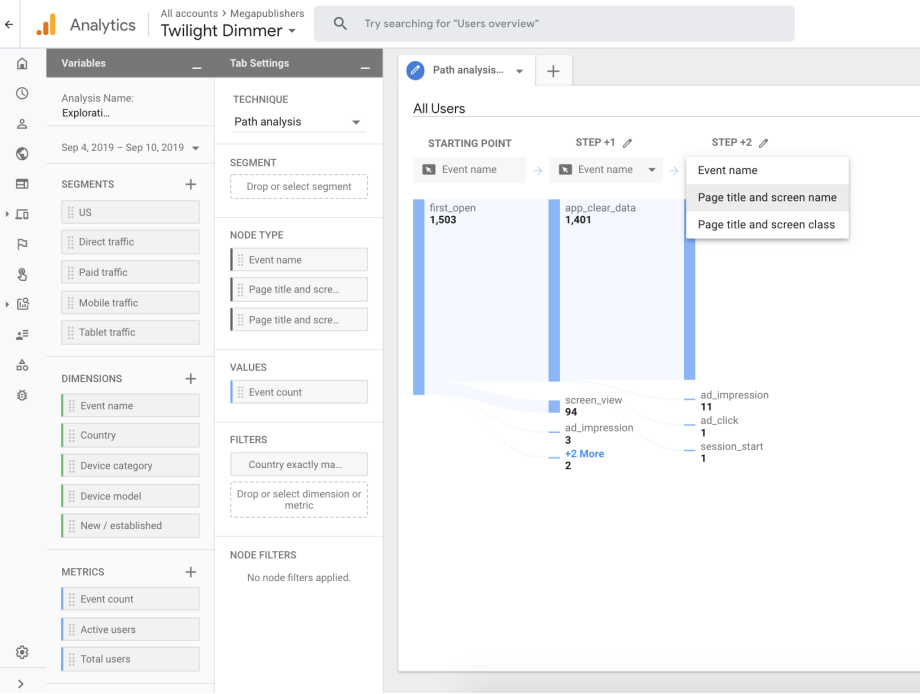 All accounts > Megapublishers
Analytics
Twilight Dimmer
Try searching for "Users overview"
Variables
Analysis Name:
Explorati...
Sep 4, 2019 – Sep 10, 2019
SEGMENTS
US
Direct traffic
Paid traffic
Mobile traffic
Tablet traffic
DIMENSIONS
Event name
Country
Device category
Device model
New / established
METRICS
Event count
Active users
Total users
Tab Settings
TECHNIQUE
Path analysis
SEGMENT
Drop or select segment
NODE TYPE
Event name
Page title and scre...
Page title and scre...
VALUES
Event count
FILTERS
Country exactly ma...
Drop or select dimension or
metric
NODE FILTERS
No node filters applied.
Path analysis...
All Users
STARTING POINT
Event name
first_open
1,503
STEP +1
Event name
app_clear_data
1,401
screen_view
94
ad_impression
3
+2 More
2
STEP +2
Event name
Page title and screen name
Page title and screen class
ad_impression
11
ad_click
1
session_start
1